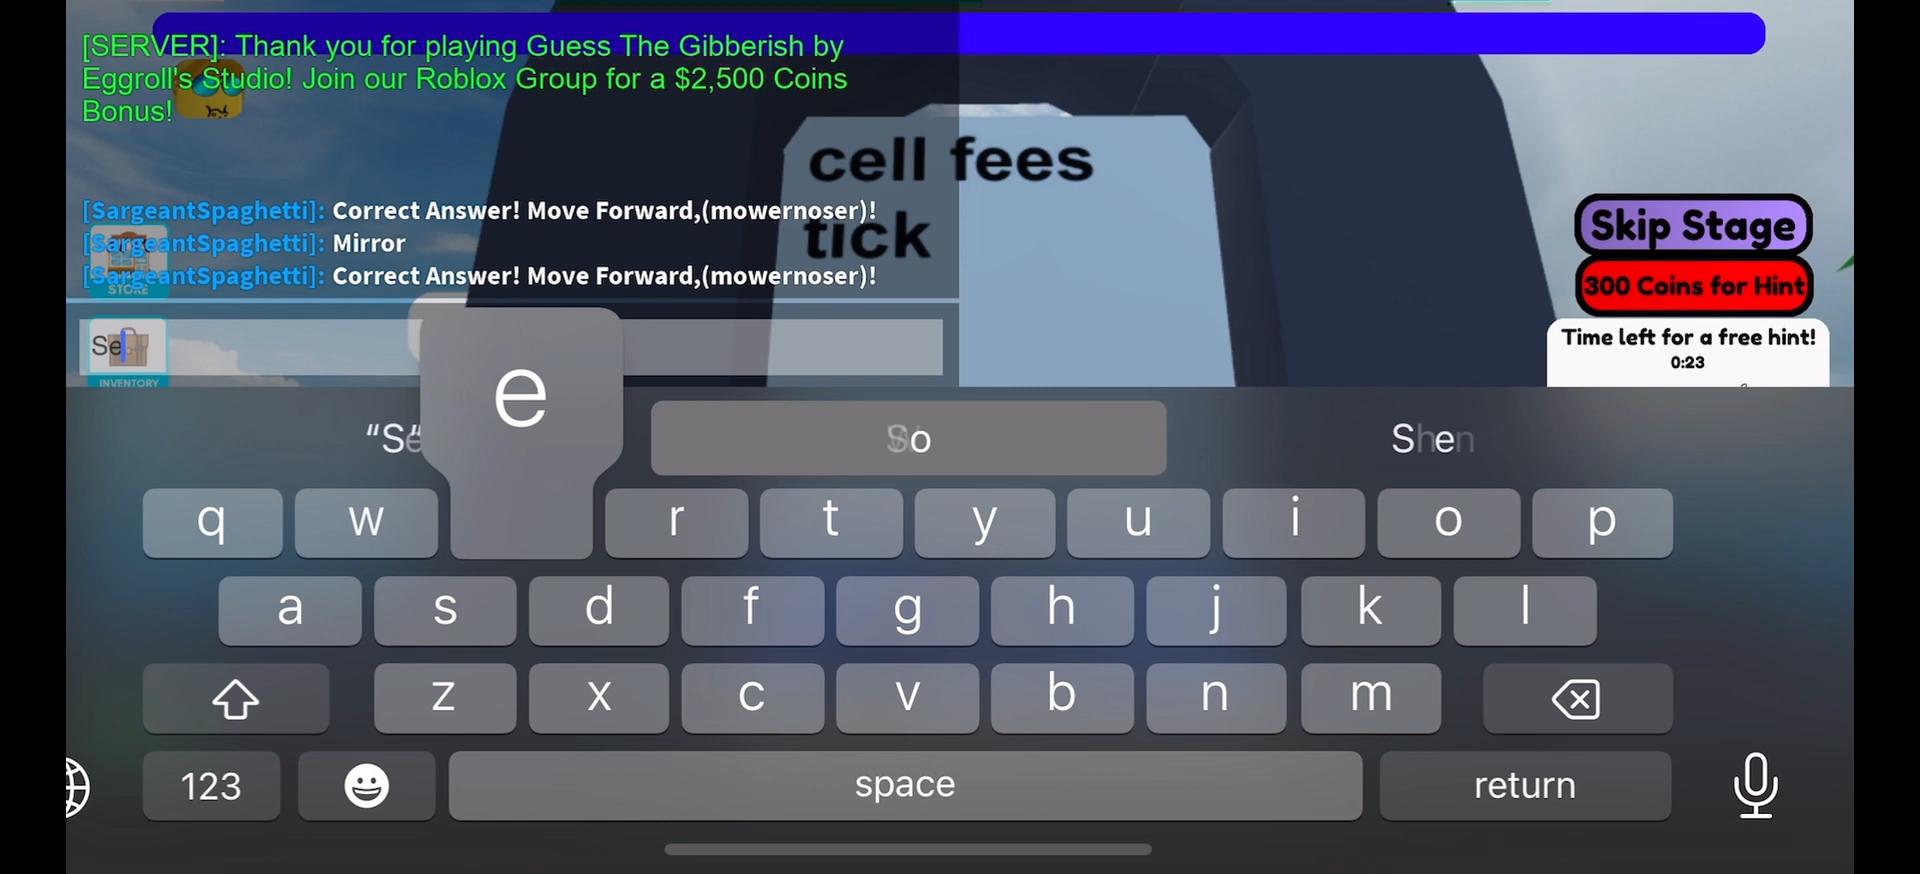 [SERVER]: Thank you for playing Guess The Gibberish by
Eggroll's Studio! Join our Roblox Group for a $2,500 Coins
Bonus!
cell fees
tick
[SargeantSpaghetti]: Correct Answer! Move Forward,(mowernoser)!
[SargeantSpaghetti]: Mirror
[SargeantSpaghetti]: Correct Answer! Move Forward,(mowernoser)!
STORE
Skip Stage
300 Coins for Hint
Time left for a free hint!
0:23
Se
INVENTORY
e
“Se”
So
She
q w r t y u i o p
a s d f g h j k l
z x c v b n m
123 space return